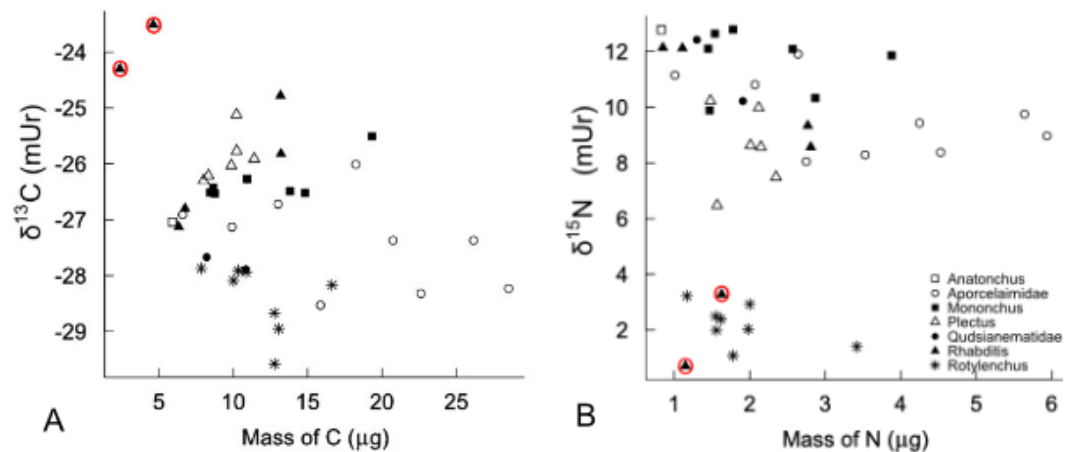 -24
-25
-26
-27
-28
-29
δ¹³C (mUr)
5 10 15 20 25
A
Mass of C (µg)
12
10
8
6
4
2
δ¹⁵N (mUr)
Anatonchus
Aporcelaimidae
Mononchus
Plectus
Qudsianematidae
Rhabditis
Rotylenchus
1 2 3 4 5 6
B
Mass of N (µg)